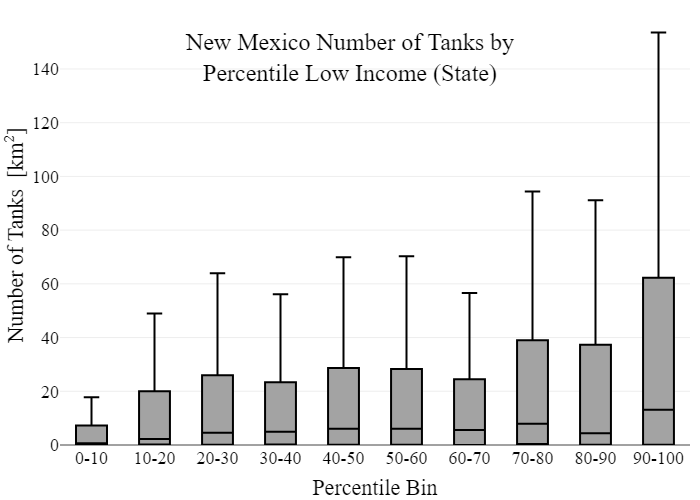 New Mexico Number of Tanks by
Percentile Low Income (State)
Number of Tanks [km²]
140
120
100
80
60
40
20
0
0-10 10-20 20-30 30-40 40-50 50-60 60-70 70-80 80-90 90-100
Percentile Bin